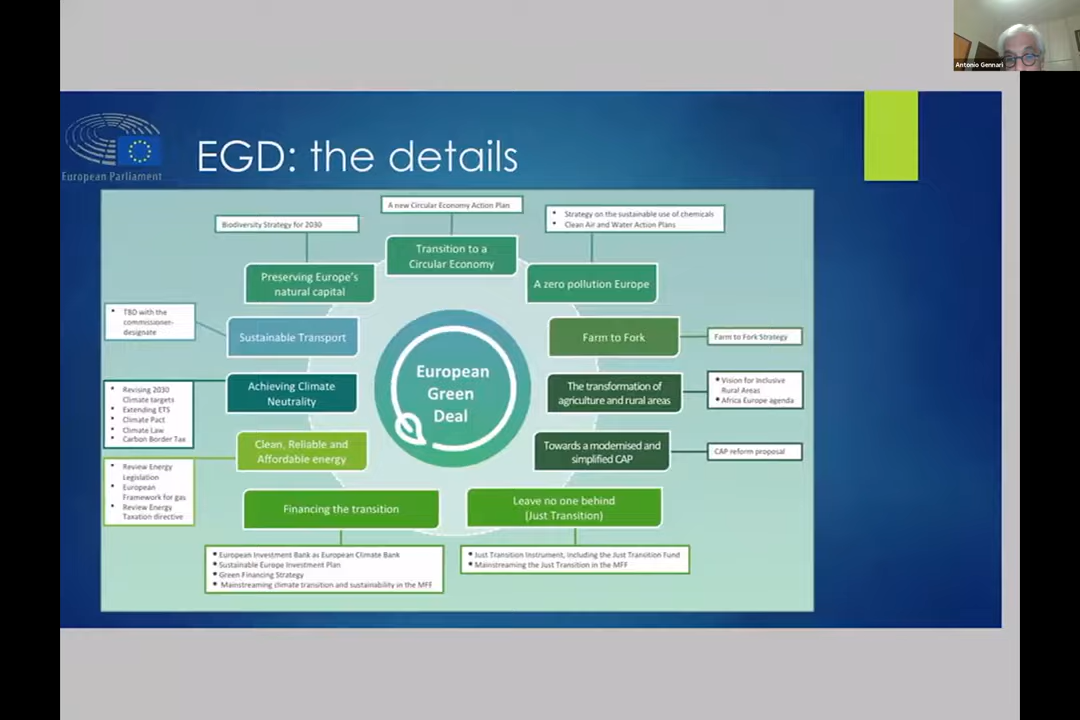 Antonio Gennari
European Parliament
EGD: the details
A new Circular Economy Action Plan
Biodiversity Strategy for 2030
• Strategy on the sustainable use of chemicals
• Clean Air and Water Action Plans
Transition to a
Circular Economy
Preserving Europe's
natural capital
A zero pollution Europe
• TBD with the
commissioner-
designate
Sustainable Transport
Farm to Fork
Farm to Fork Strategy
European
Green
Deal
Achieving Climate
Neutrality
• Revising 2030
Climate targets
• Extending ETS
• Climate Pact
• Climate Law
• Carbon Border Tax
The transformation of
agriculture and rural areas
• Vision for Inclusive
Rural Areas
• Africa Europe agenda
Clean, Reliable and
Affordable energy
• Review Energy
Legislation
• European
Framework for gas
• Review Energy
Taxation directive
Towards a modernised and
simplified CAP
CAP reform proposal
Financing the transition
Leave no one behind
(Just Transition)
• European Investment Bank as European Climate Bank
• Sustainable Europe Investment Plan
• Green Financing Strategy
• Mainstreaming climate transition and sustainability in the MFF
• Just Transition Instrument, including the Just Transition Fund
• Mainstreaming the Just Transition in the MFF